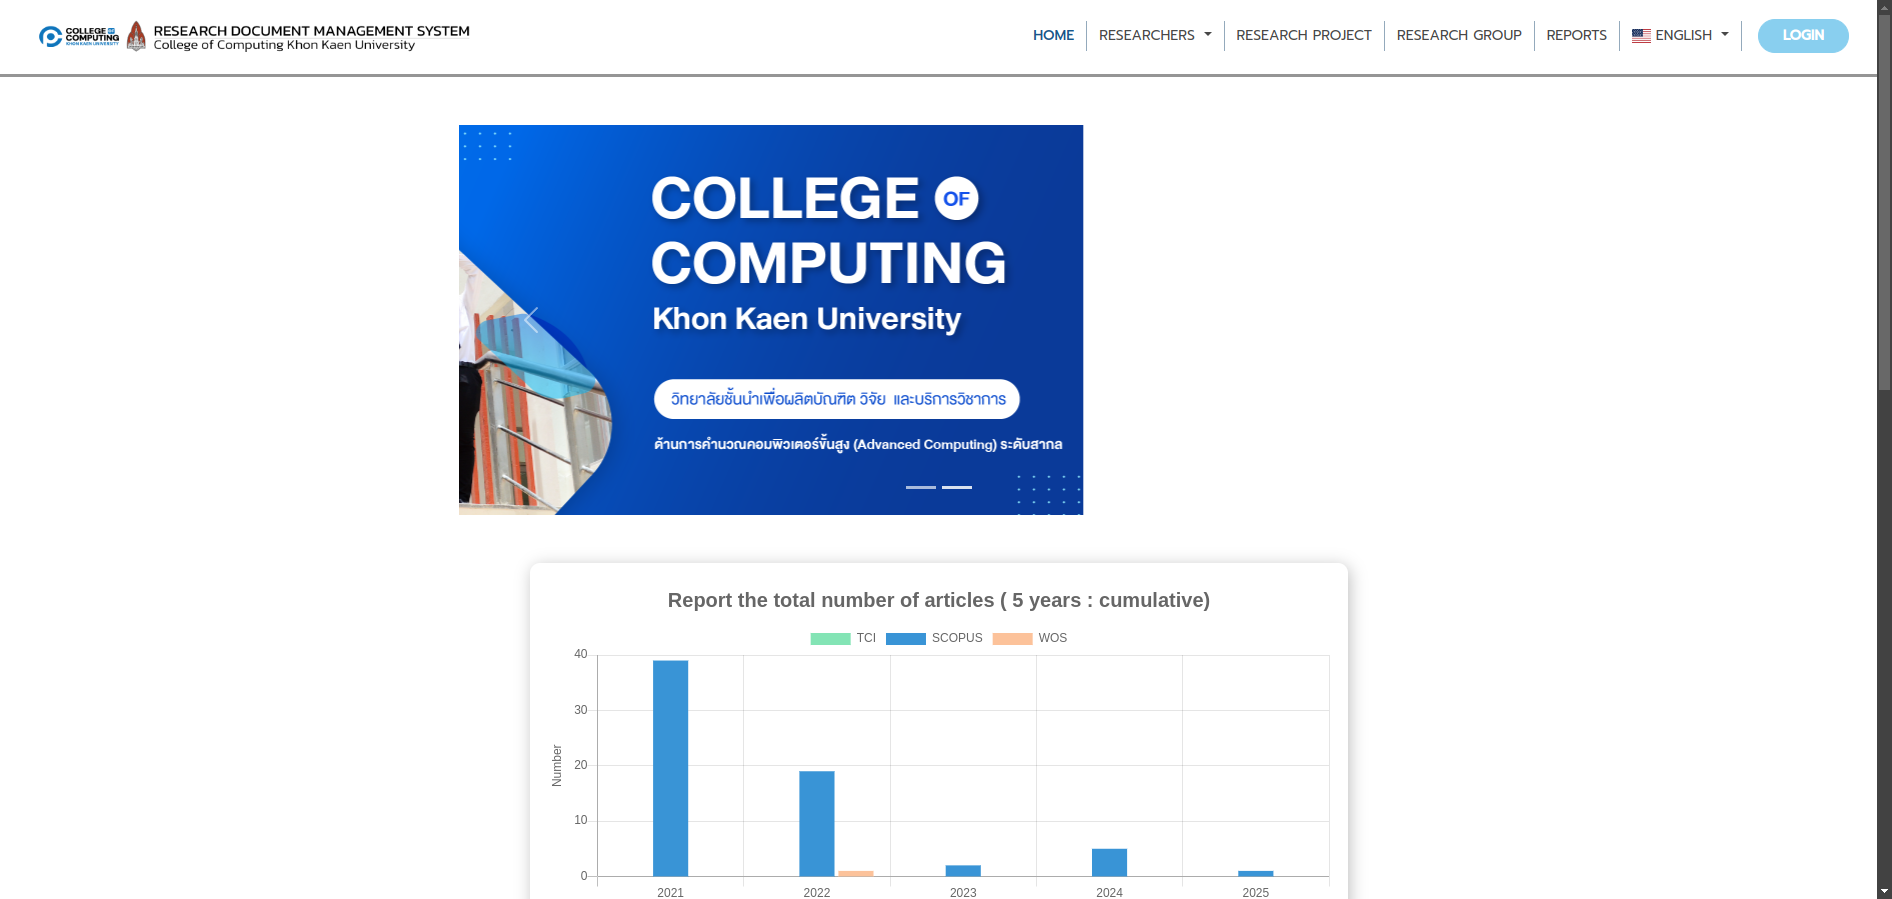 COLLEGE OF
COMPUTING
KHON KAEN UNIVERSITY
RESEARCH DOCUMENT MANAGEMENT SYSTEM
College of Computing Khon Kaen University
HOME
RESEARCHERS
RESEARCH PROJECT
RESEARCH GROUP
REPORTS
ENGLISH
LOGIN
COLLEGE OF
COMPUTING
Khon Kaen University
วิทยาลัยชั้นนำเพื่อผลิตบัณฑิต วิจัย และบริการวิชาการ
ด้านการคำนวณคอมพิวเตอร์ขั้นสูง (Advanced Computing) ระดับสากล
Report the total number of articles ( 5 years : cumulative)
TCI SCOPUS WOS
40
30
20
10
0
Number
2021 2022 2023 2024 2025